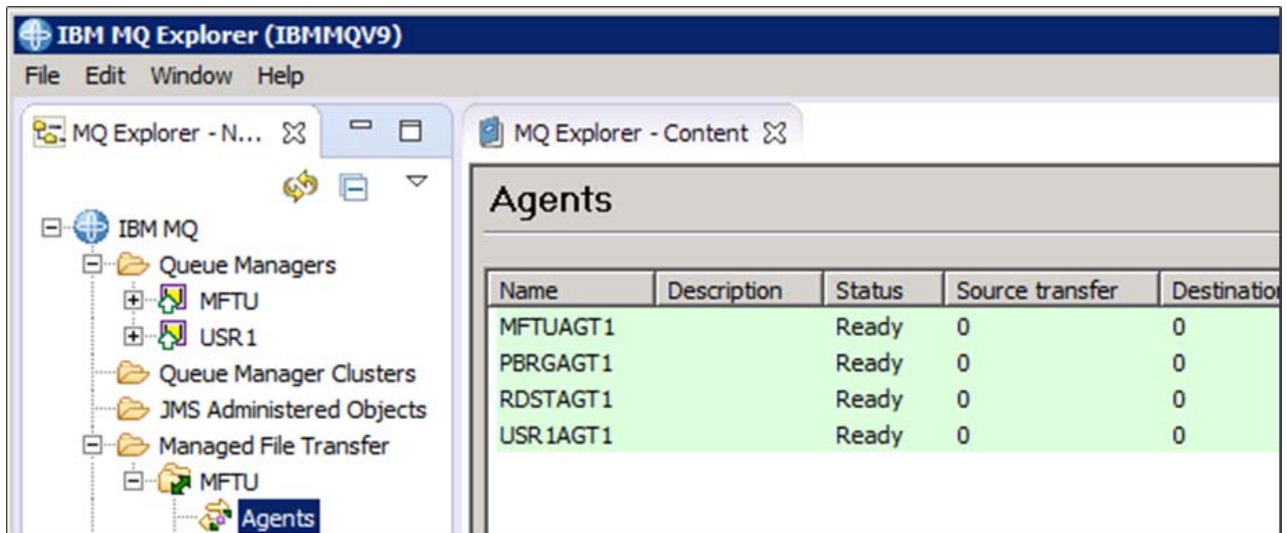 IBM MQ Explorer (IBMMQV9)
File Edit Window Help
MQ Explorer - N...
MQ Explorer - Content
IBM MQ
Queue Managers
MFTU
USR1
Queue Manager Clusters
JMS Administered Objects
Managed File Transfer
MFTU
Agents
Agents
Name Description Status Source transfer Destination
MFTUAGT1 Ready 0 0
PBRGAGT1 Ready 0 0
RDSTAGT1 Ready 0 0
USR1AGT1 Ready 0 0